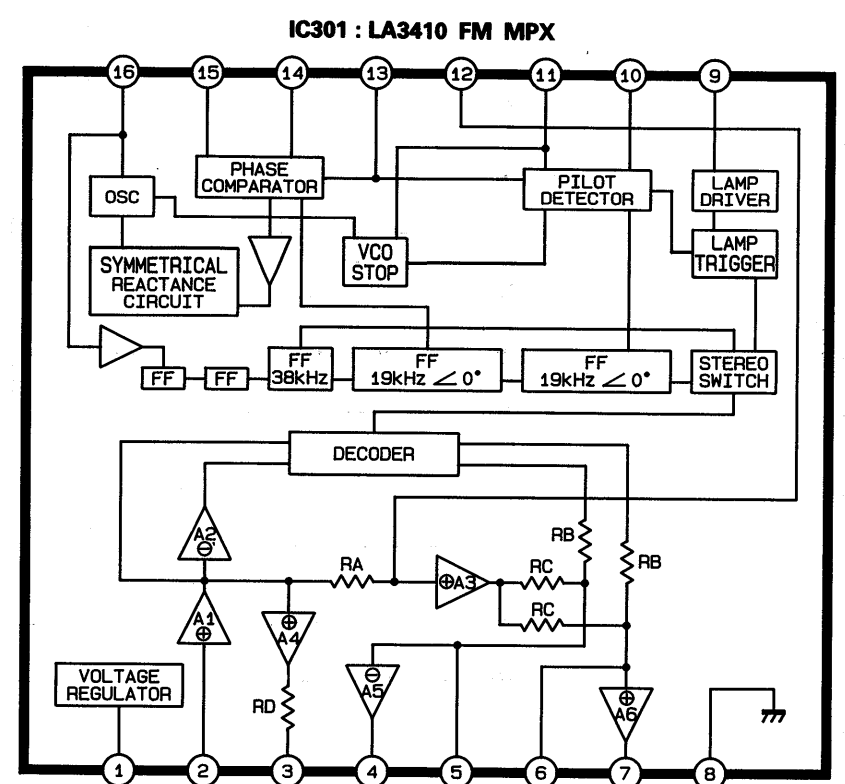 IC301 : LA3410 FM MPX
16 15 14 13 12 11 10 9
PHASE
COMPARATOR
OSC
PILOT
DETECTOR
LAMP
DRIVER
VCO
STOP
LAMP
TRIGGER
SYMMETRICAL
REACTANCE
CIRCUIT
FF
FF
FF
38kHz
FF
19kHz ∠ 0°
FF
19kHz ∠ 0°
STEREO
SWITCH
DECODER
A2
⊖
RB
RB
RA
⊕A3
RC
RC
A1
⊕
⊕
A4
⊖
A5
⊕
A6
RD
VOLTAGE
REGULATOR
1 2 3 4 5 6 7 8